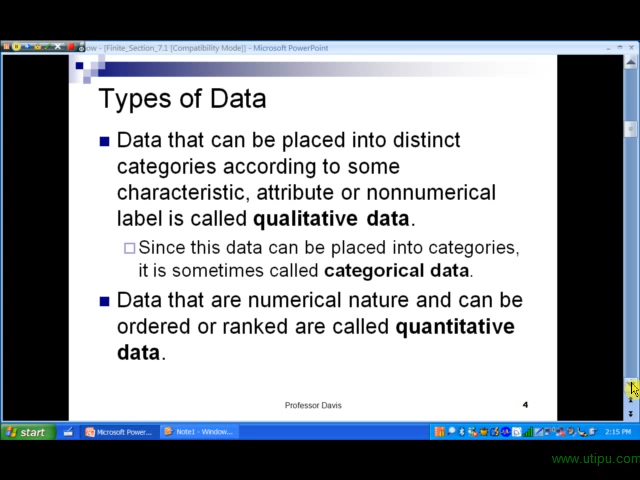 ow - [Finite_Section_7.1 [Compatibility Mode]] - Microsoft PowerPoint
Types of Data
Data that can be placed into distinct
categories according to some
characteristic, attribute or nonnumerical
label is called qualitative data.
Since this data can be placed into categories,
it is sometimes called categorical data.
Data that are numerical nature and can be
ordered or ranked are called quantitative
data.
Professor Davis
4
start
Microsoft PowerPoint...
Note1 - Window...
2:15 PM
www.utipu.com